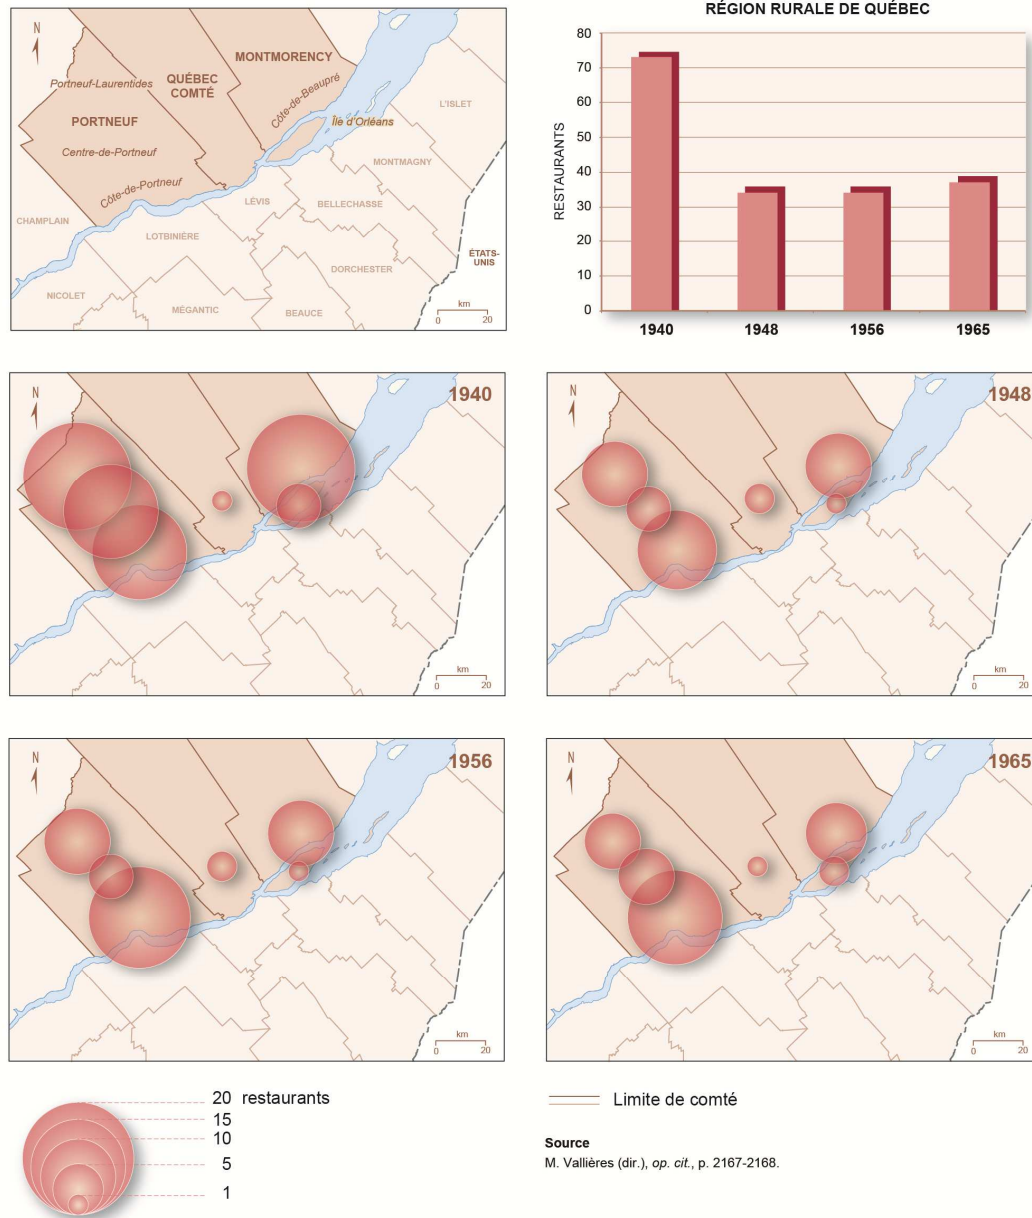 N
MONTMORENCY
QUÉBEC
COMTÉ
Portneuf-Laurentides
Côte-de-Beaupré
L'ISLET
PORTNEUF
Île d'Orléans
Centre-de-Portneuf
MONTMAGNY
Côte-de-Portneuf
LÉVIS
BELLECHASSE
CHAMPLAIN
LOTBINIÈRE
ÉTATS-
UNIS
DORCHESTER
NICOLET
MÉGANTIC
BEAUCE
km
0 20
RÉGION RURALE DE QUÉBEC
RESTAURANTS
80
70
60
50
40
30
20
10
0
1940 1948 1956 1965
N
1940
km
0 20
N
1948
km
0 20
N
1956
km
0 20
N
1965
km
0 20
20 restaurants
15
10
5
1
Limite de comté
Source
M. Vallières (dir.), op. cit., p. 2167-2168.